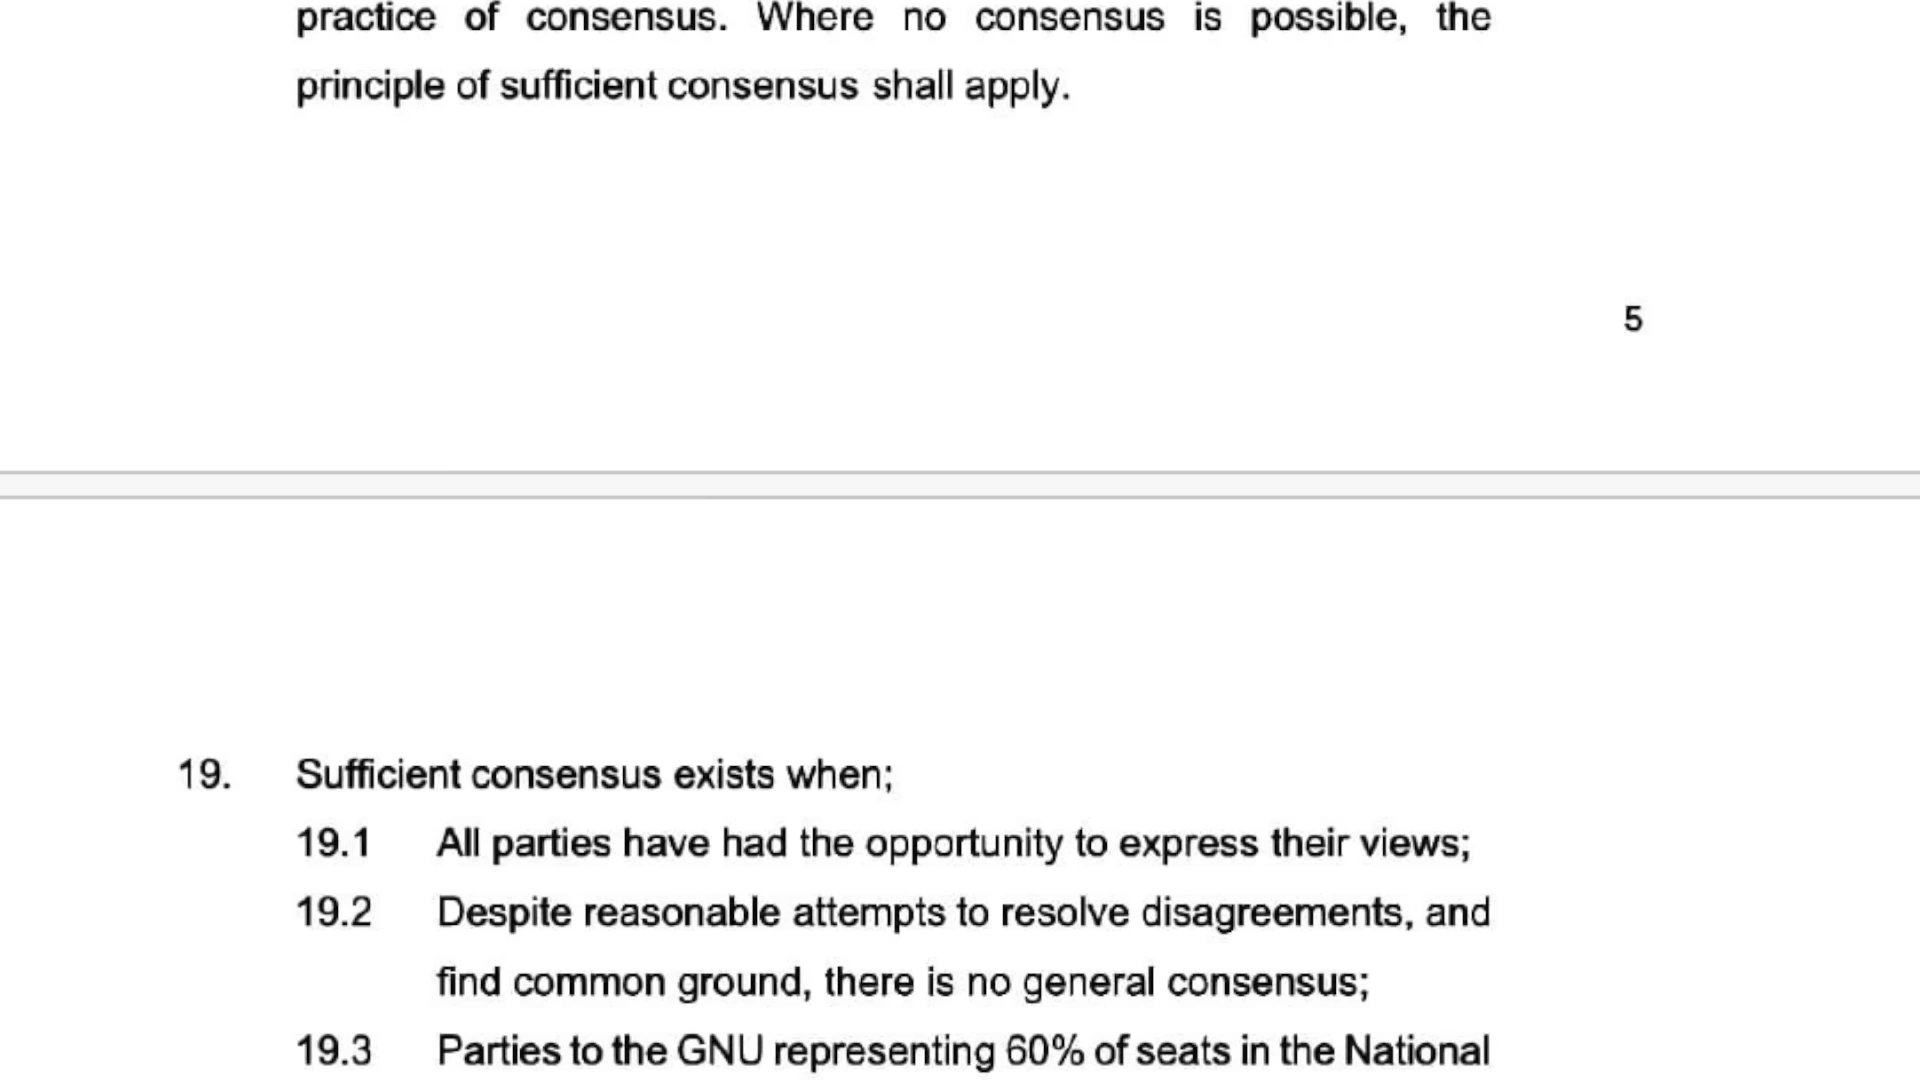 practice of consensus. Where no consensus is possible, the
principle of sufficient consensus shall apply.
5
19. Sufficient consensus exists when;
19.1 All parties have had the opportunity to express their views;
19.2 Despite reasonable attempts to resolve disagreements, and
find common ground, there is no general consensus;
19.3 Parties to the GNU representing 60% of seats in the National